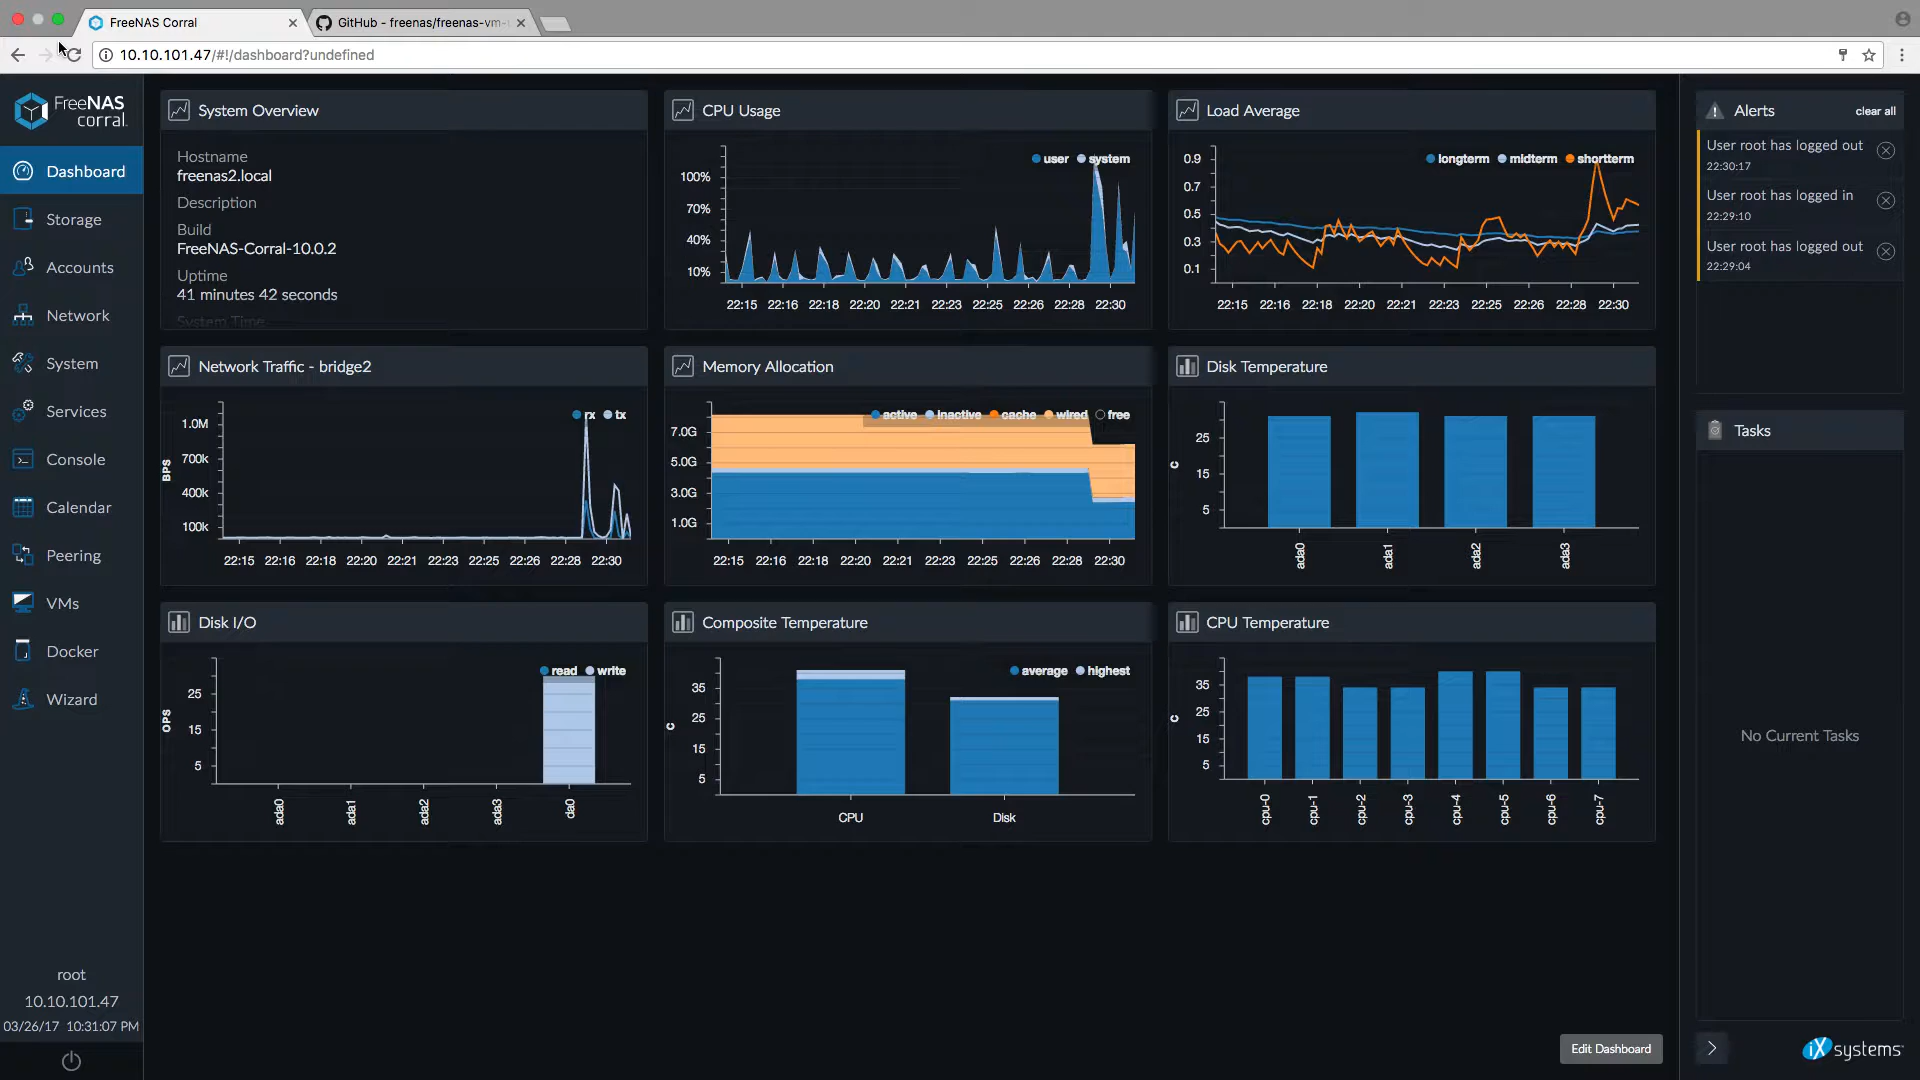 FreeNAS Corral
GitHub - freenas/freenas-vm-
10.10.101.47/#!/dashboard?undefined
FreeNAS
corral.
Dashboard
Storage
Accounts
Network
System
Services
Console
Calendar
Peering
VMs
Docker
Wizard
root
10.10.101.47
03/26/17 10:31:07 PM
System Overview
Hostname
freenas2.local
Description
Build
FreeNAS-Corral-10.0.2
Uptime
41 minutes 42 seconds
System Time
CPU Usage
user system
100%
70%
40%
10%
22:15 22:16 22:18 22:20 22:21 22:23 22:25 22:26 22:28 22:30
Load Average
longterm midterm shortterm
0.9
0.7
0.5
0.3
0.1
22:15 22:16 22:18 22:20 22:21 22:23 22:25 22:26 22:28 22:30
Network Traffic - bridge2
rx tx
BPS
1.0M
700k
400k
100k
22:15 22:16 22:18 22:20 22:21 22:23 22:25 22:26 22:28 22:30
Memory Allocation
active inactive cache wired free
7.0G
5.0G
3.0G
1.0G
22:15 22:16 22:18 22:20 22:21 22:23 22:25 22:26 22:28 22:30
Disk Temperature
C
25
15
5
ada0 ada1 ada2 ada3
Disk I/O
read write
OPS
25
15
5
ada0 ada1 ada2 ada3 da0
Composite Temperature
average highest
C
35
25
15
5
CPU Disk
CPU Temperature
C
35
25
15
5
cpu-0 cpu-1 cpu-2 cpu-3 cpu-4 cpu-5 cpu-6 cpu-7
Edit Dashboard
Alerts clear all
User root has logged out
22:30:17
User root has logged in
22:29:10
User root has logged out
22:29:04
Tasks
No Current Tasks
iXsystems